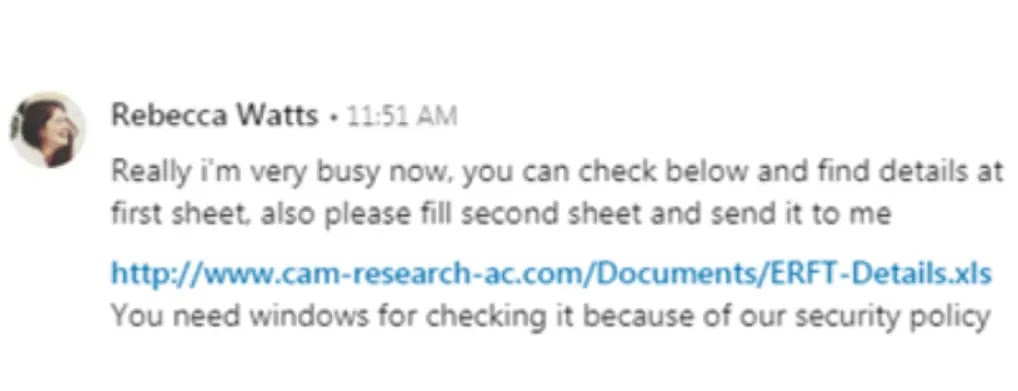 Rebecca Watts • 11:51 AM
Really i'm very busy now, you can check below and find details at
first sheet, also please fill second sheet and send it to me
http://www.cam-research-ac.com/Documents/ERFT-Details.xls
You need windows for checking it because of our security policy